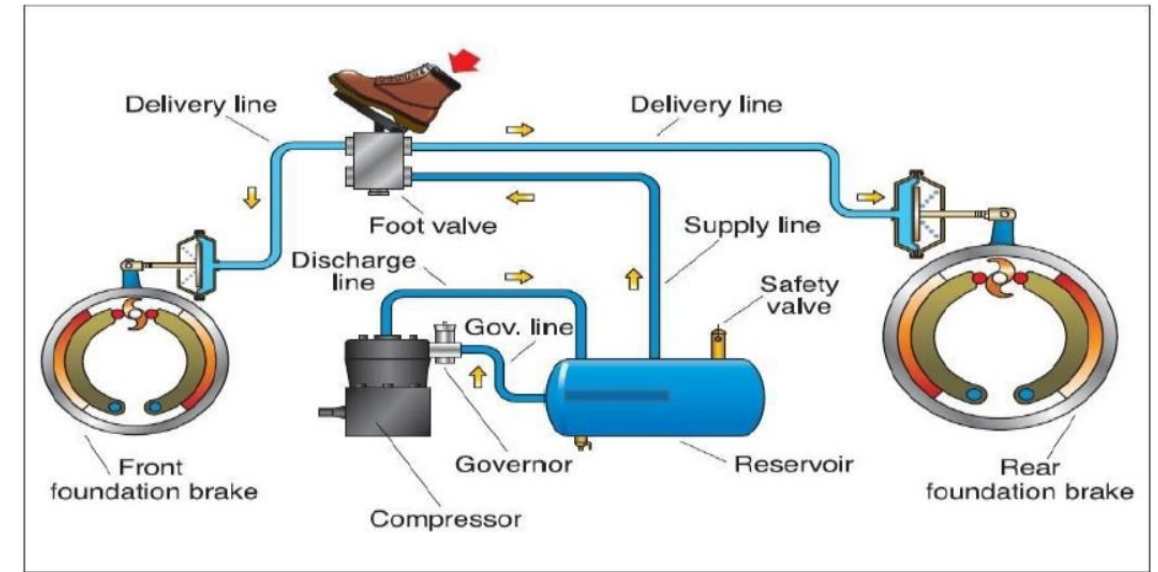 Delivery line
Delivery line
Foot valve
Supply line
Discharge
line
Safety
valve
Gov. line
Front
foundation brake
Governor
Reservoir
Rear
foundation brake
Compressor